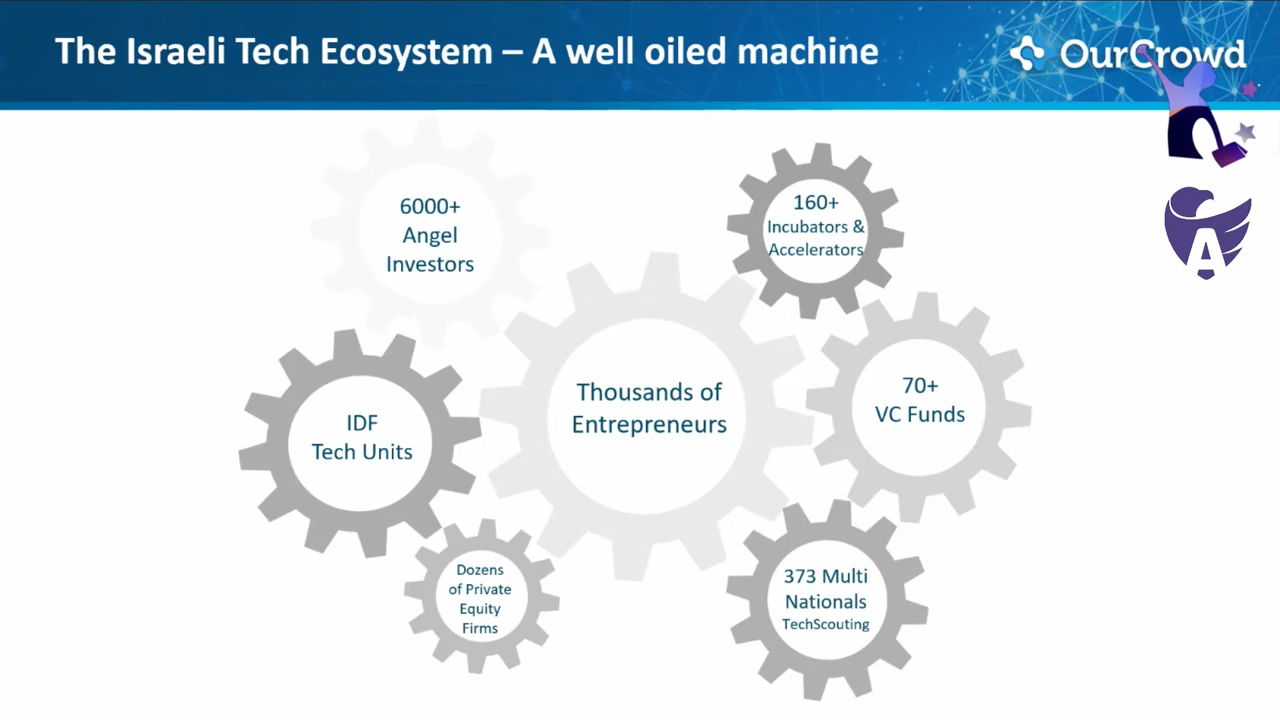 The Israeli Tech Ecosystem – A well oiled machine
OurCrowd
6000+
Angel
Investors
160+
Incubators &
Accelerators
Thousands of
Entrepreneurs
70+
VC Funds
IDF
Tech Units
Dozens
of Private
Equity
Firms
373 Multi
Nationals
TechScouting
A